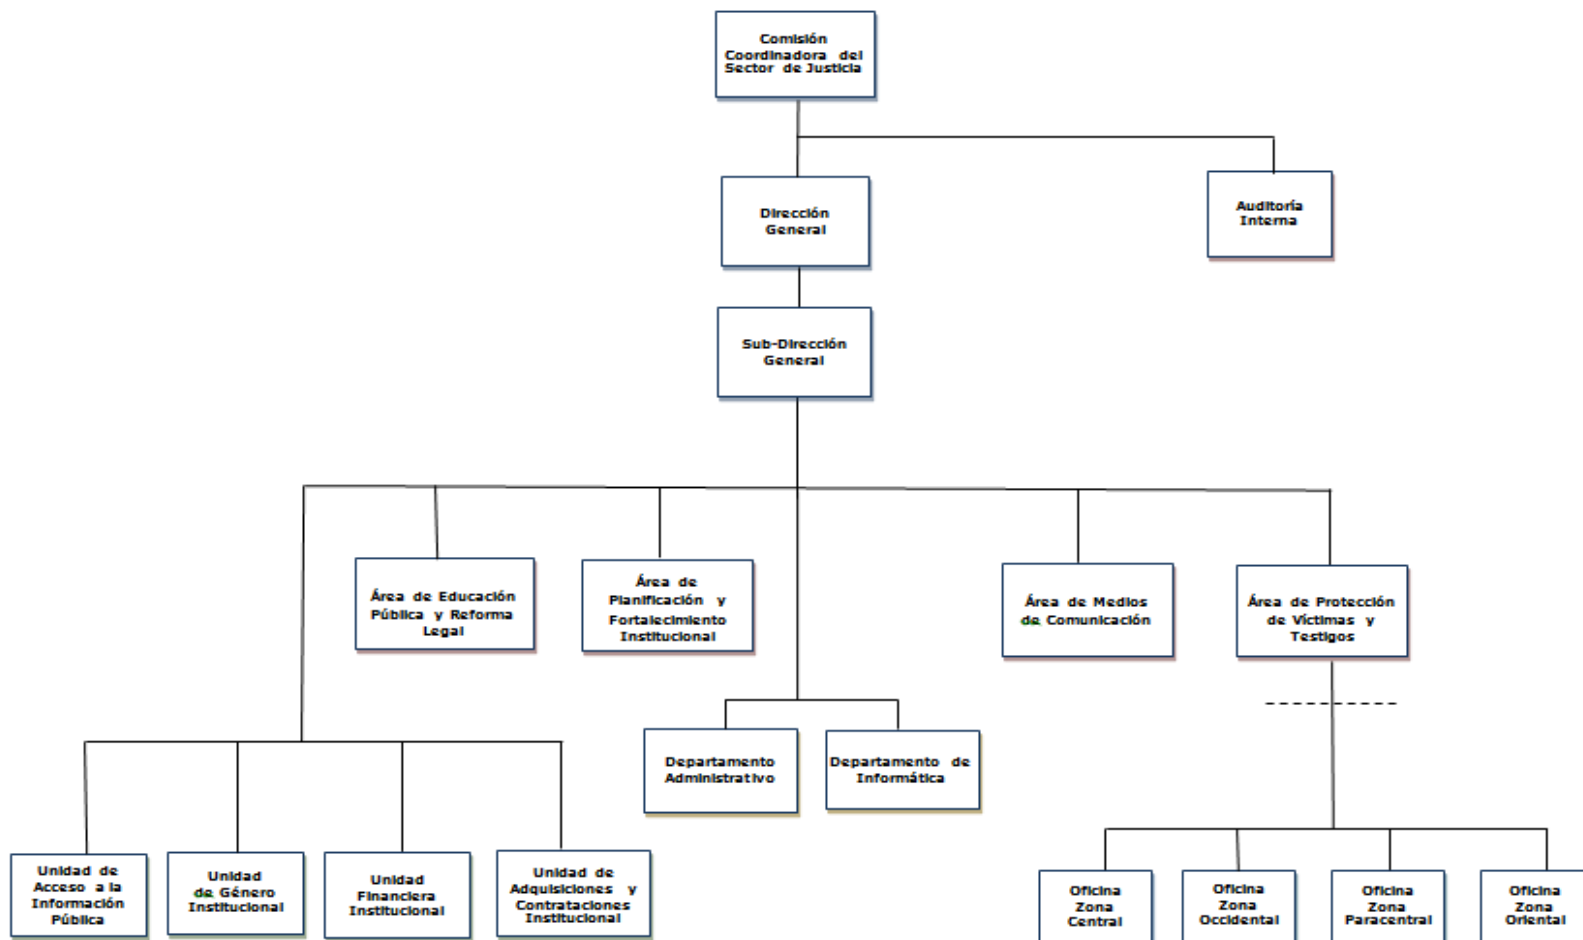 Comisión
Coordinadora del
Sector de Justicia
Dirección
General
Auditoría
Interna
Sub-Dirección
General
Área de Educación
Pública y Reforma
Legal
Área de
Planificación y
Fortalecimiento
Institucional
Área de Medios
de Comunicación
Área de Protección
de Víctimas y
Testigos
Departamento
Administrativo
Departamento de
Informática
Unidad de
Acceso a la
Información
Pública
Unidad
de Género
Institucional
Unidad
Financiera
Institucional
Unidad de
Adquisiciones y
Contrataciones
Institucional
Oficina
Zona
Central
Oficina
Zona
Occidental
Oficina
Zona
Paracentral
Oficina
Zona
Oriental